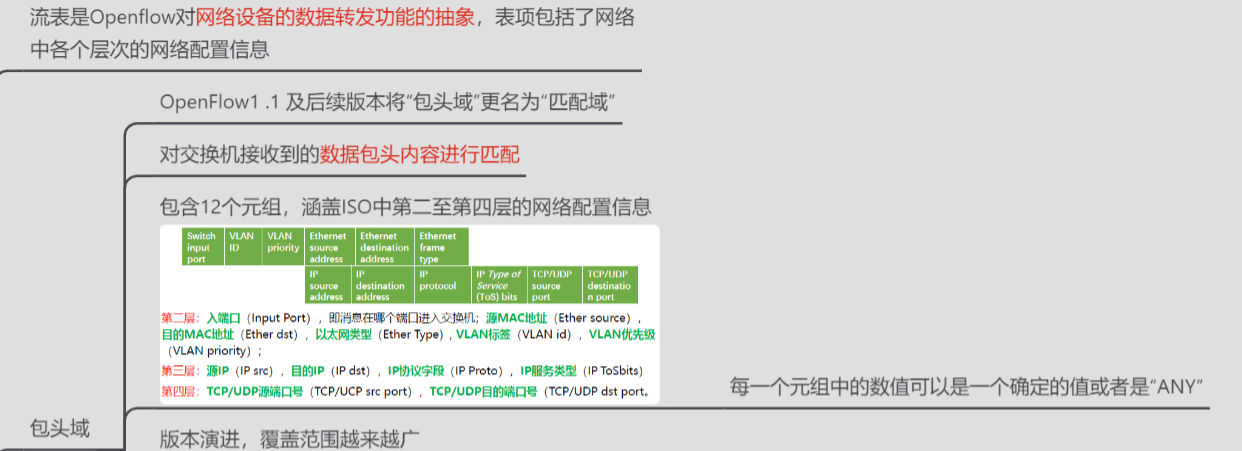 流表是Openflow对网络设备的数据转发功能的抽象，表项包括了网络
中各个层次的网络配置信息
OpenFlow1 .1 及后续版本将“包头域”更名为“匹配域”
对交换机接收到的数据包头内容进行匹配
包含12个元组，涵盖ISO中第二至第四层的网络配置信息
Switch input port VLAN ID VLAN priority Ethernet source address Ethernet destination address Ethernet frame type
IP source address IP destination address IP protocol IP Type of Service (ToS) bits TCP/UDP source port TCP/UDP destinatio n port
第二层：入端口（Input Port），即消息在哪个端口进入交换机；源MAC地址（Ether source），
目的MAC地址（Ether dst），以太网类型（Ether Type）, VLAN标签（VLAN id），VLAN优先级
（VLAN priority）；
第三层：源IP（IP src），目的IP（IP dst），IP协议字段（IP Proto），IP服务类型（IP ToSbits）
第四层：TCP/UDP源端口号（TCP/UCP src port），TCP/UDP目的端口号（TCP/UDP dst port。
每一个元组中的数值可以是一个确定的值或者是“ANY”
包头域
版本演进，覆盖范围越来越广